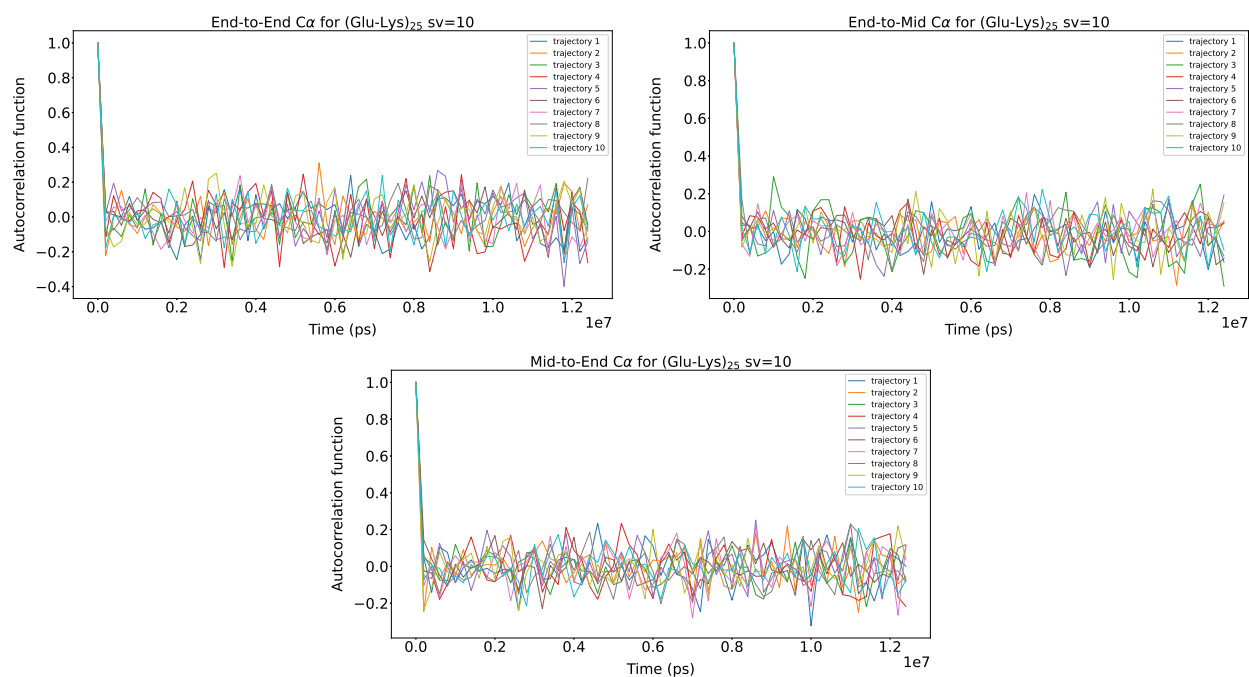 End-to-End Cα for (Glu-Lys)₂₅ sv=10
Autocorrelation function
1.0
0.8
0.6
0.4
0.2
0.0
−0.2
−0.4
trajectory 1
trajectory 2
trajectory 3
trajectory 4
trajectory 5
trajectory 6
trajectory 7
trajectory 8
trajectory 9
trajectory 10
0.0 0.2 0.4 0.6 0.8 1.0 1.2
1e7
Time (ps)
End-to-Mid Cα for (Glu-Lys)₂₅ sv=10
Autocorrelation function
1.0
0.8
0.6
0.4
0.2
0.0
−0.2
trajectory 1
trajectory 2
trajectory 3
trajectory 4
trajectory 5
trajectory 6
trajectory 7
trajectory 8
trajectory 9
trajectory 10
0.0 0.2 0.4 0.6 0.8 1.0 1.2
1e7
Time (ps)
Mid-to-End Cα for (Glu-Lys)₂₅ sv=10
Autocorrelation function
1.0
0.8
0.6
0.4
0.2
0.0
−0.2
trajectory 1
trajectory 2
trajectory 3
trajectory 4
trajectory 5
trajectory 6
trajectory 7
trajectory 8
trajectory 9
trajectory 10
0.0 0.2 0.4 0.6 0.8 1.0 1.2
1e7
Time (ps)